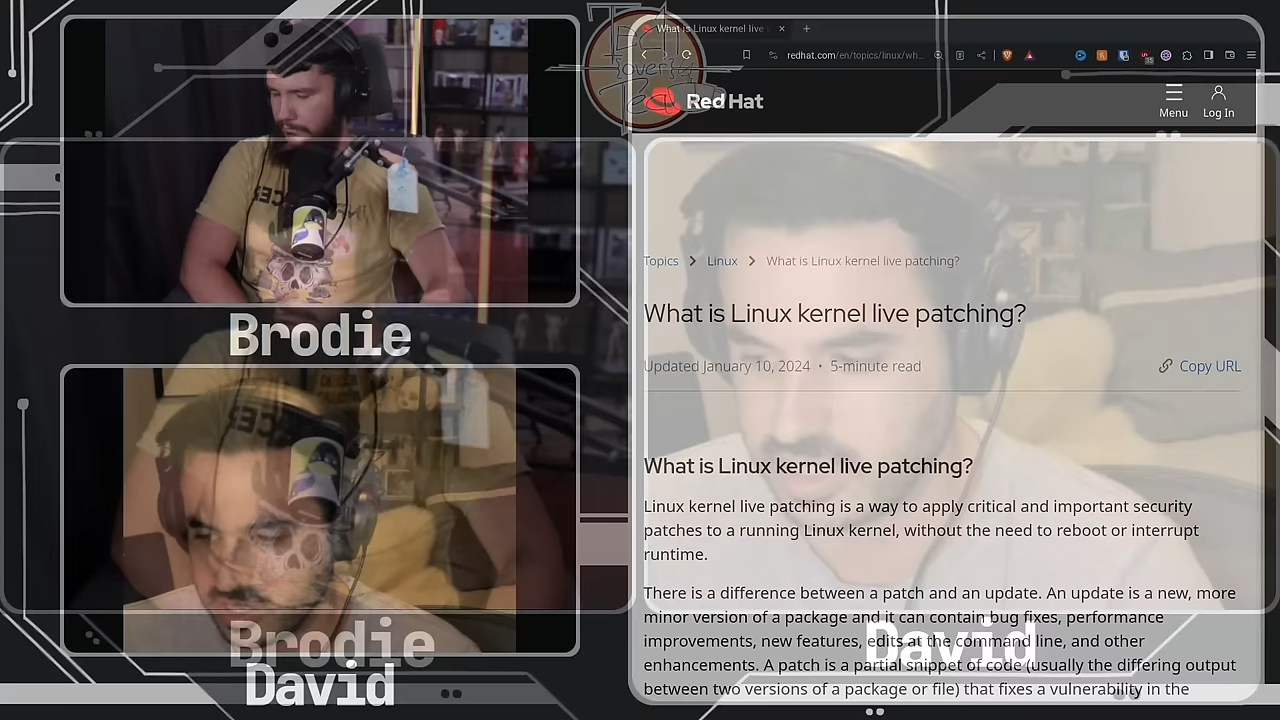 Brodie
Brodie
David
Tech
Over
Tea
What is Linux kernel live
redhat.com/en/topics/linux/wh...
Red Hat
Menu
Log In
Topics > Linux > What is Linux kernel live patching?
What is Linux kernel live patching?
Updated January 10, 2024 • 5-minute read
Copy URL
What is Linux kernel live patching?
Linux kernel live patching is a way to apply critical and important security
patches to a running Linux kernel, without the need to reboot or interrupt
runtime.
There is a difference between a patch and an update. An update is a new, more
minor version of a package and it can contain bug fixes, performance
improvements, new features, edits at the command line, and other
enhancements. A patch is a partial snippet of code (usually the differing output
between two versions of a package or file) that fixes a vulnerability in the
David